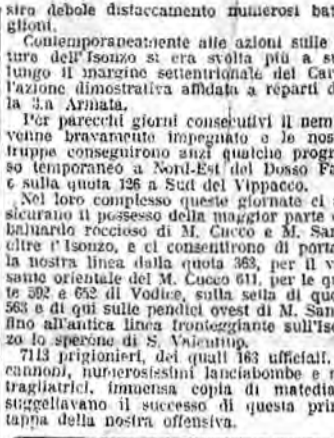 stro debole distaccamento numerosi bat
glioni.
Contemporaneamente alle azioni sulle
ture dell'Isonzo si era svolta più a su
lungo il margine settentrionale del Car
l'azione dimostrativa affidata a reparti d
la 3.a Armata.
Per parecchi giorni consecutivi il nem
venne bravamente impegnato e le nos
truppe conseguirono anzi qualche progr
so temporaneo a Nord-Est del Dosso Fa
e sulla quota 126 a Sud del Vippacco.
Nel loro complesso queste giornate ci
sicurano il possesso della maggior parte
baluardo roccioso di M. Cucco e M. San
oltre l'Isonzo, e ci consentirono di porta
la nostra linea dalla quota 363, per il v
sante orientale del M. Cucco 611, per le qu
te 592 e 652 di Vodice, sulla sella di quo
563 e di qui sulle pendici ovest di M. San
fino all'antica linea fronteggiante sull'Iso
zo lo sperone di S. Valentino.
7113 prigionieri, dei quali 163 ufficiali,
cannoni, numerosissimi lanciabombe e m
tragliatrici, immensa copia di
suggellavano il successo di questa prim
tappa della nostra offensiva.